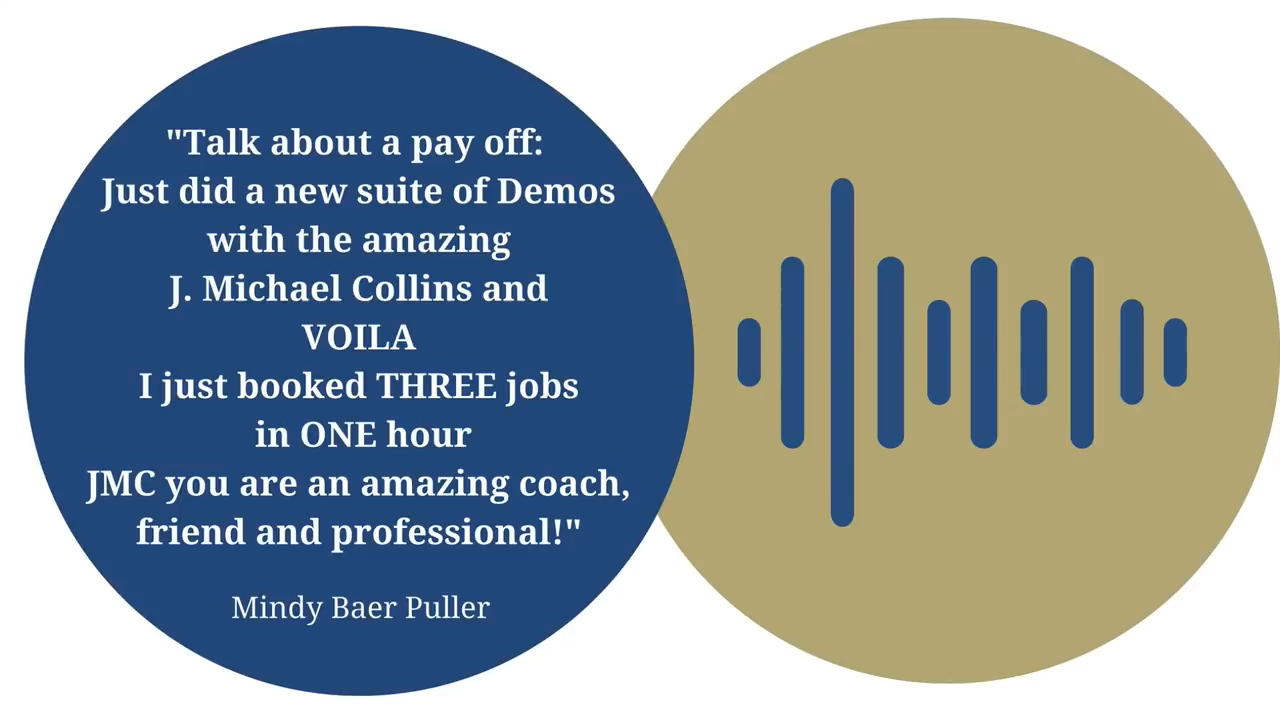 "Talk about a pay off:
Just did a new suite of Demos
with the amazing
J. Michael Collins and
VOILA
I just booked THREE jobs
in ONE hour
JMC you are an amazing coach,
friend and professional!"
Mindy Baer Puller